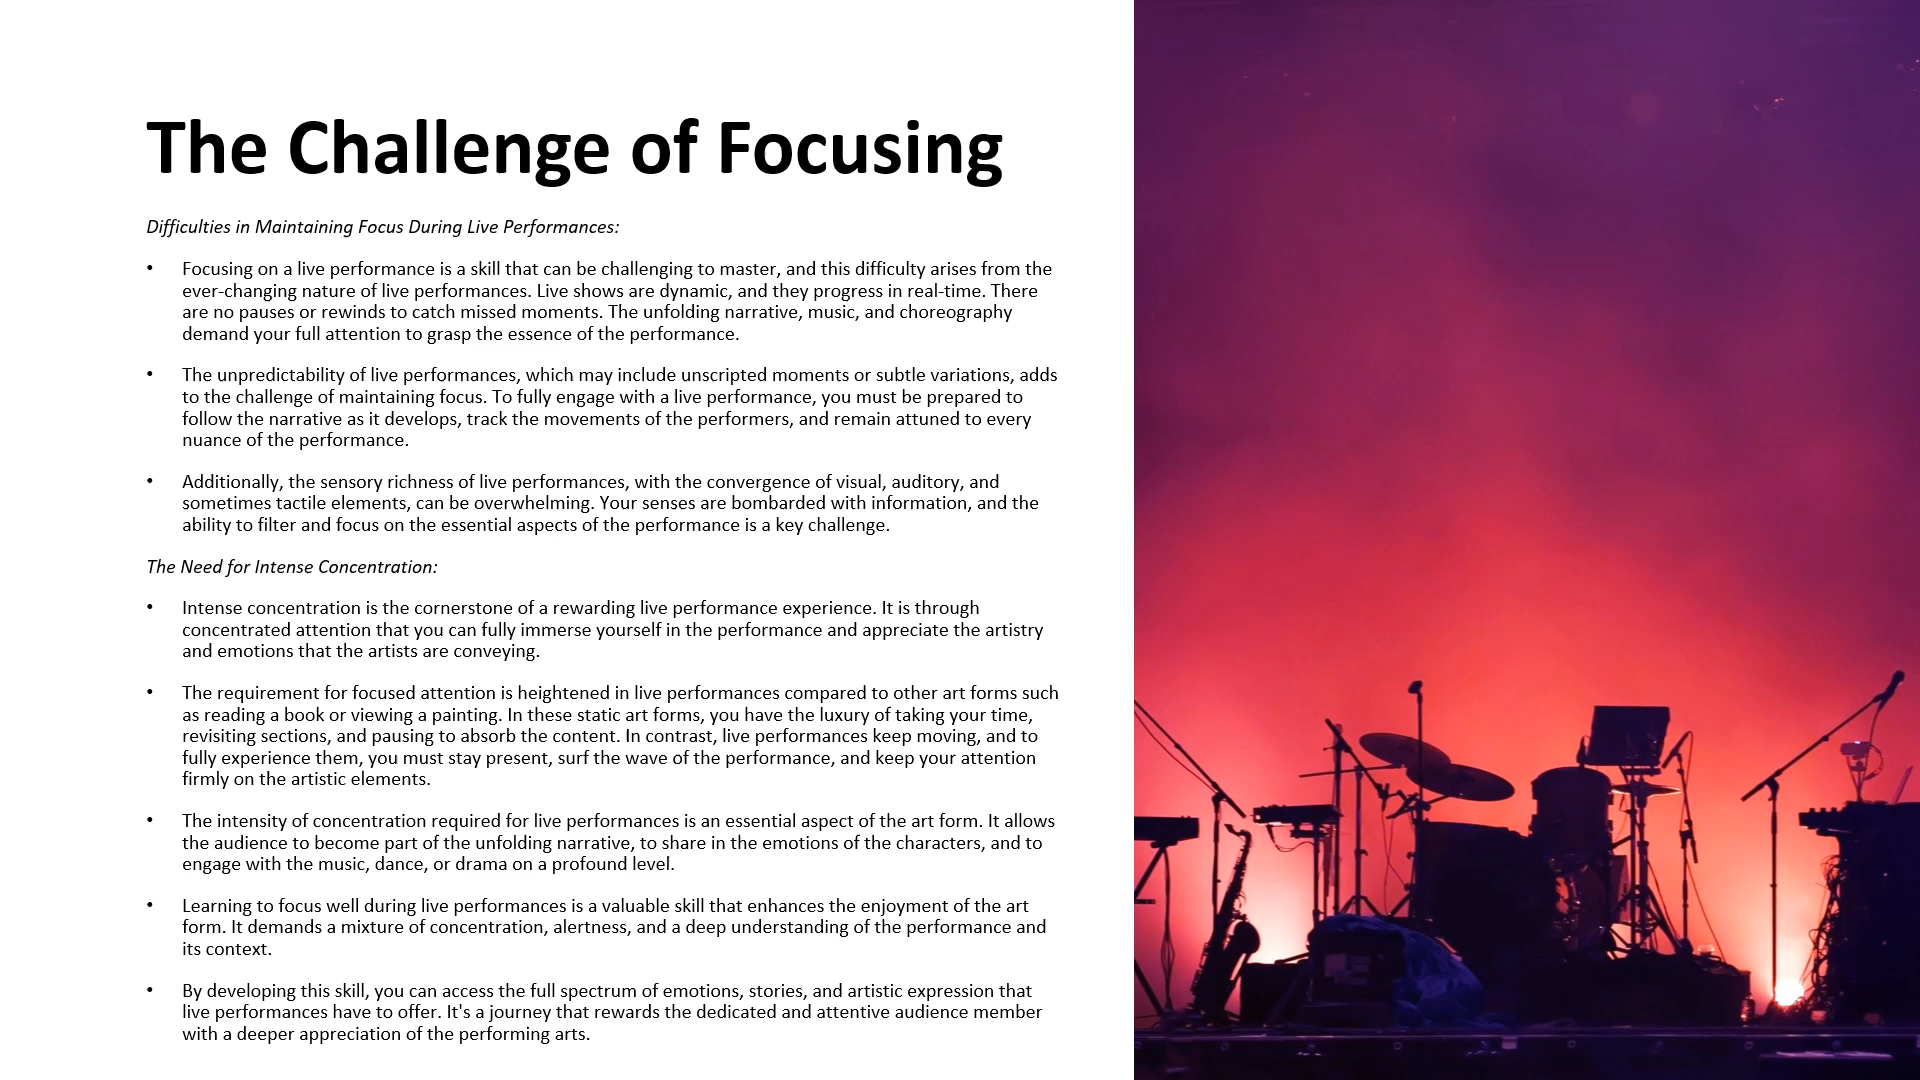 The Challenge of Focusing
Difficulties in Maintaining Focus During Live Performances:
• Focusing on a live performance is a skill that can be challenging to master, and this difficulty arises from the
ever-changing nature of live performances. Live shows are dynamic, and they progress in real-time. There
are no pauses or rewinds to catch missed moments. The unfolding narrative, music, and choreography
demand your full attention to grasp the essence of the performance.
• The unpredictability of live performances, which may include unscripted moments or subtle variations, adds
to the challenge of maintaining focus. To fully engage with a live performance, you must be prepared to
follow the narrative as it develops, track the movements of the performers, and remain attuned to every
nuance of the performance.
• Additionally, the sensory richness of live performances, with the convergence of visual, auditory, and
sometimes tactile elements, can be overwhelming. Your senses are bombarded with information, and the
ability to filter and focus on the essential aspects of the performance is a key challenge.
The Need for Intense Concentration:
• Intense concentration is the cornerstone of a rewarding live performance experience. It is through
concentrated attention that you can fully immerse yourself in the performance and appreciate the artistry
and emotions that the artists are conveying.
• The requirement for focused attention is heightened in live performances compared to other art forms such
as reading a book or viewing a painting. In these static art forms, you have the luxury of taking your time,
revisiting sections, and pausing to absorb the content. In contrast, live performances keep moving, and to
fully experience them, you must stay present, surf the wave of the performance, and keep your attention
firmly on the artistic elements.
• The intensity of concentration required for live performances is an essential aspect of the art form. It allows
the audience to become part of the unfolding narrative, to share in the emotions of the characters, and to
engage with the music, dance, or drama on a profound level.
• Learning to focus well during live performances is a valuable skill that enhances the enjoyment of the art
form. It demands a mixture of concentration, alertness, and a deep understanding of the performance and
its context.
• By developing this skill, you can access the full spectrum of emotions, stories, and artistic expression that
live performances have to offer. It's a journey that rewards the dedicated and attentive audience member
with a deeper appreciation of the performing arts.